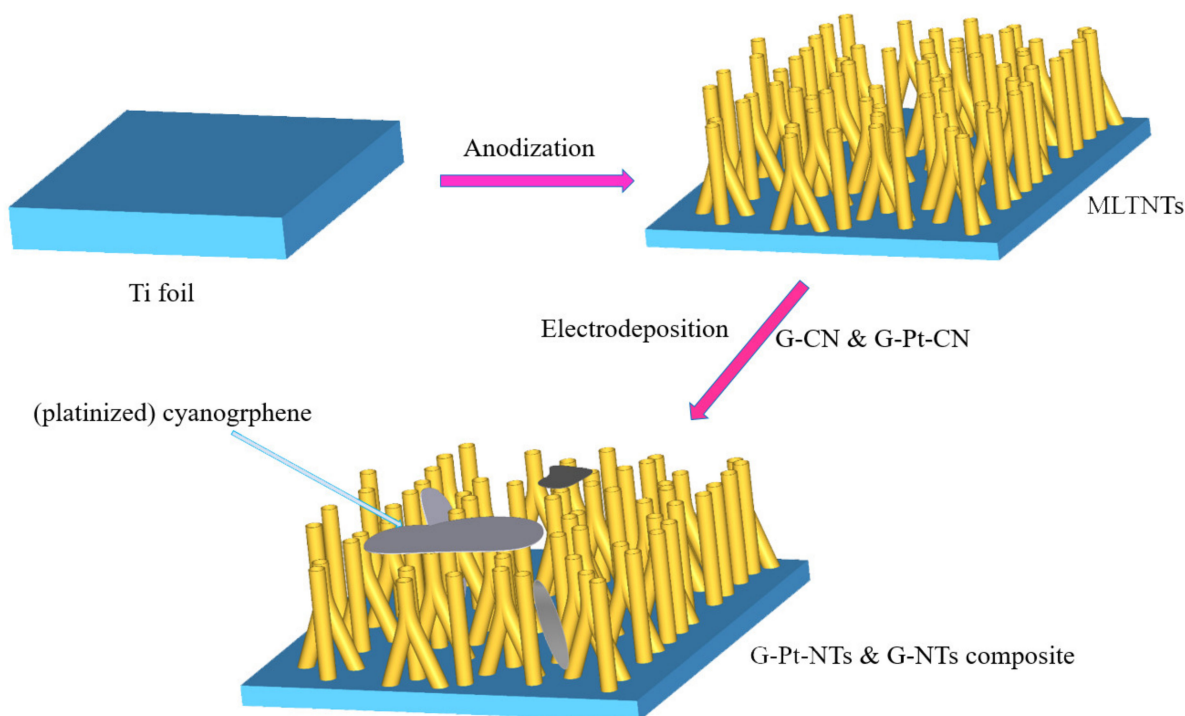 Anodization
MLTNTs
Ti foil
Electrodeposition
G-CN & G-Pt-CN
(platinized) cyanogrphene
G-Pt-NTs & G-NTs composite